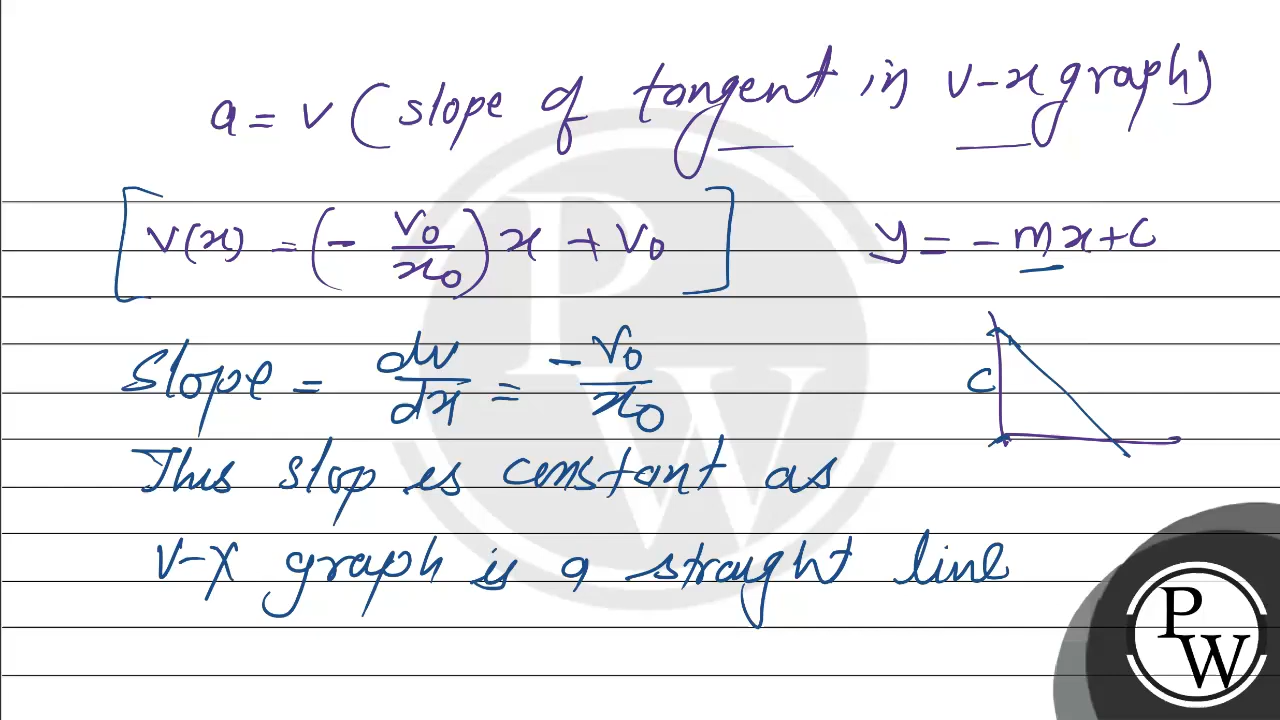 a = v (slope of tangent in v-x graph)
[v(x) = (- v₀/x₀) x + v₀]
y = -mx+c
Slope = dv/dx = -v₀/x₀
C
This slop is constant as
v-x graph is a straight line
PW
PW